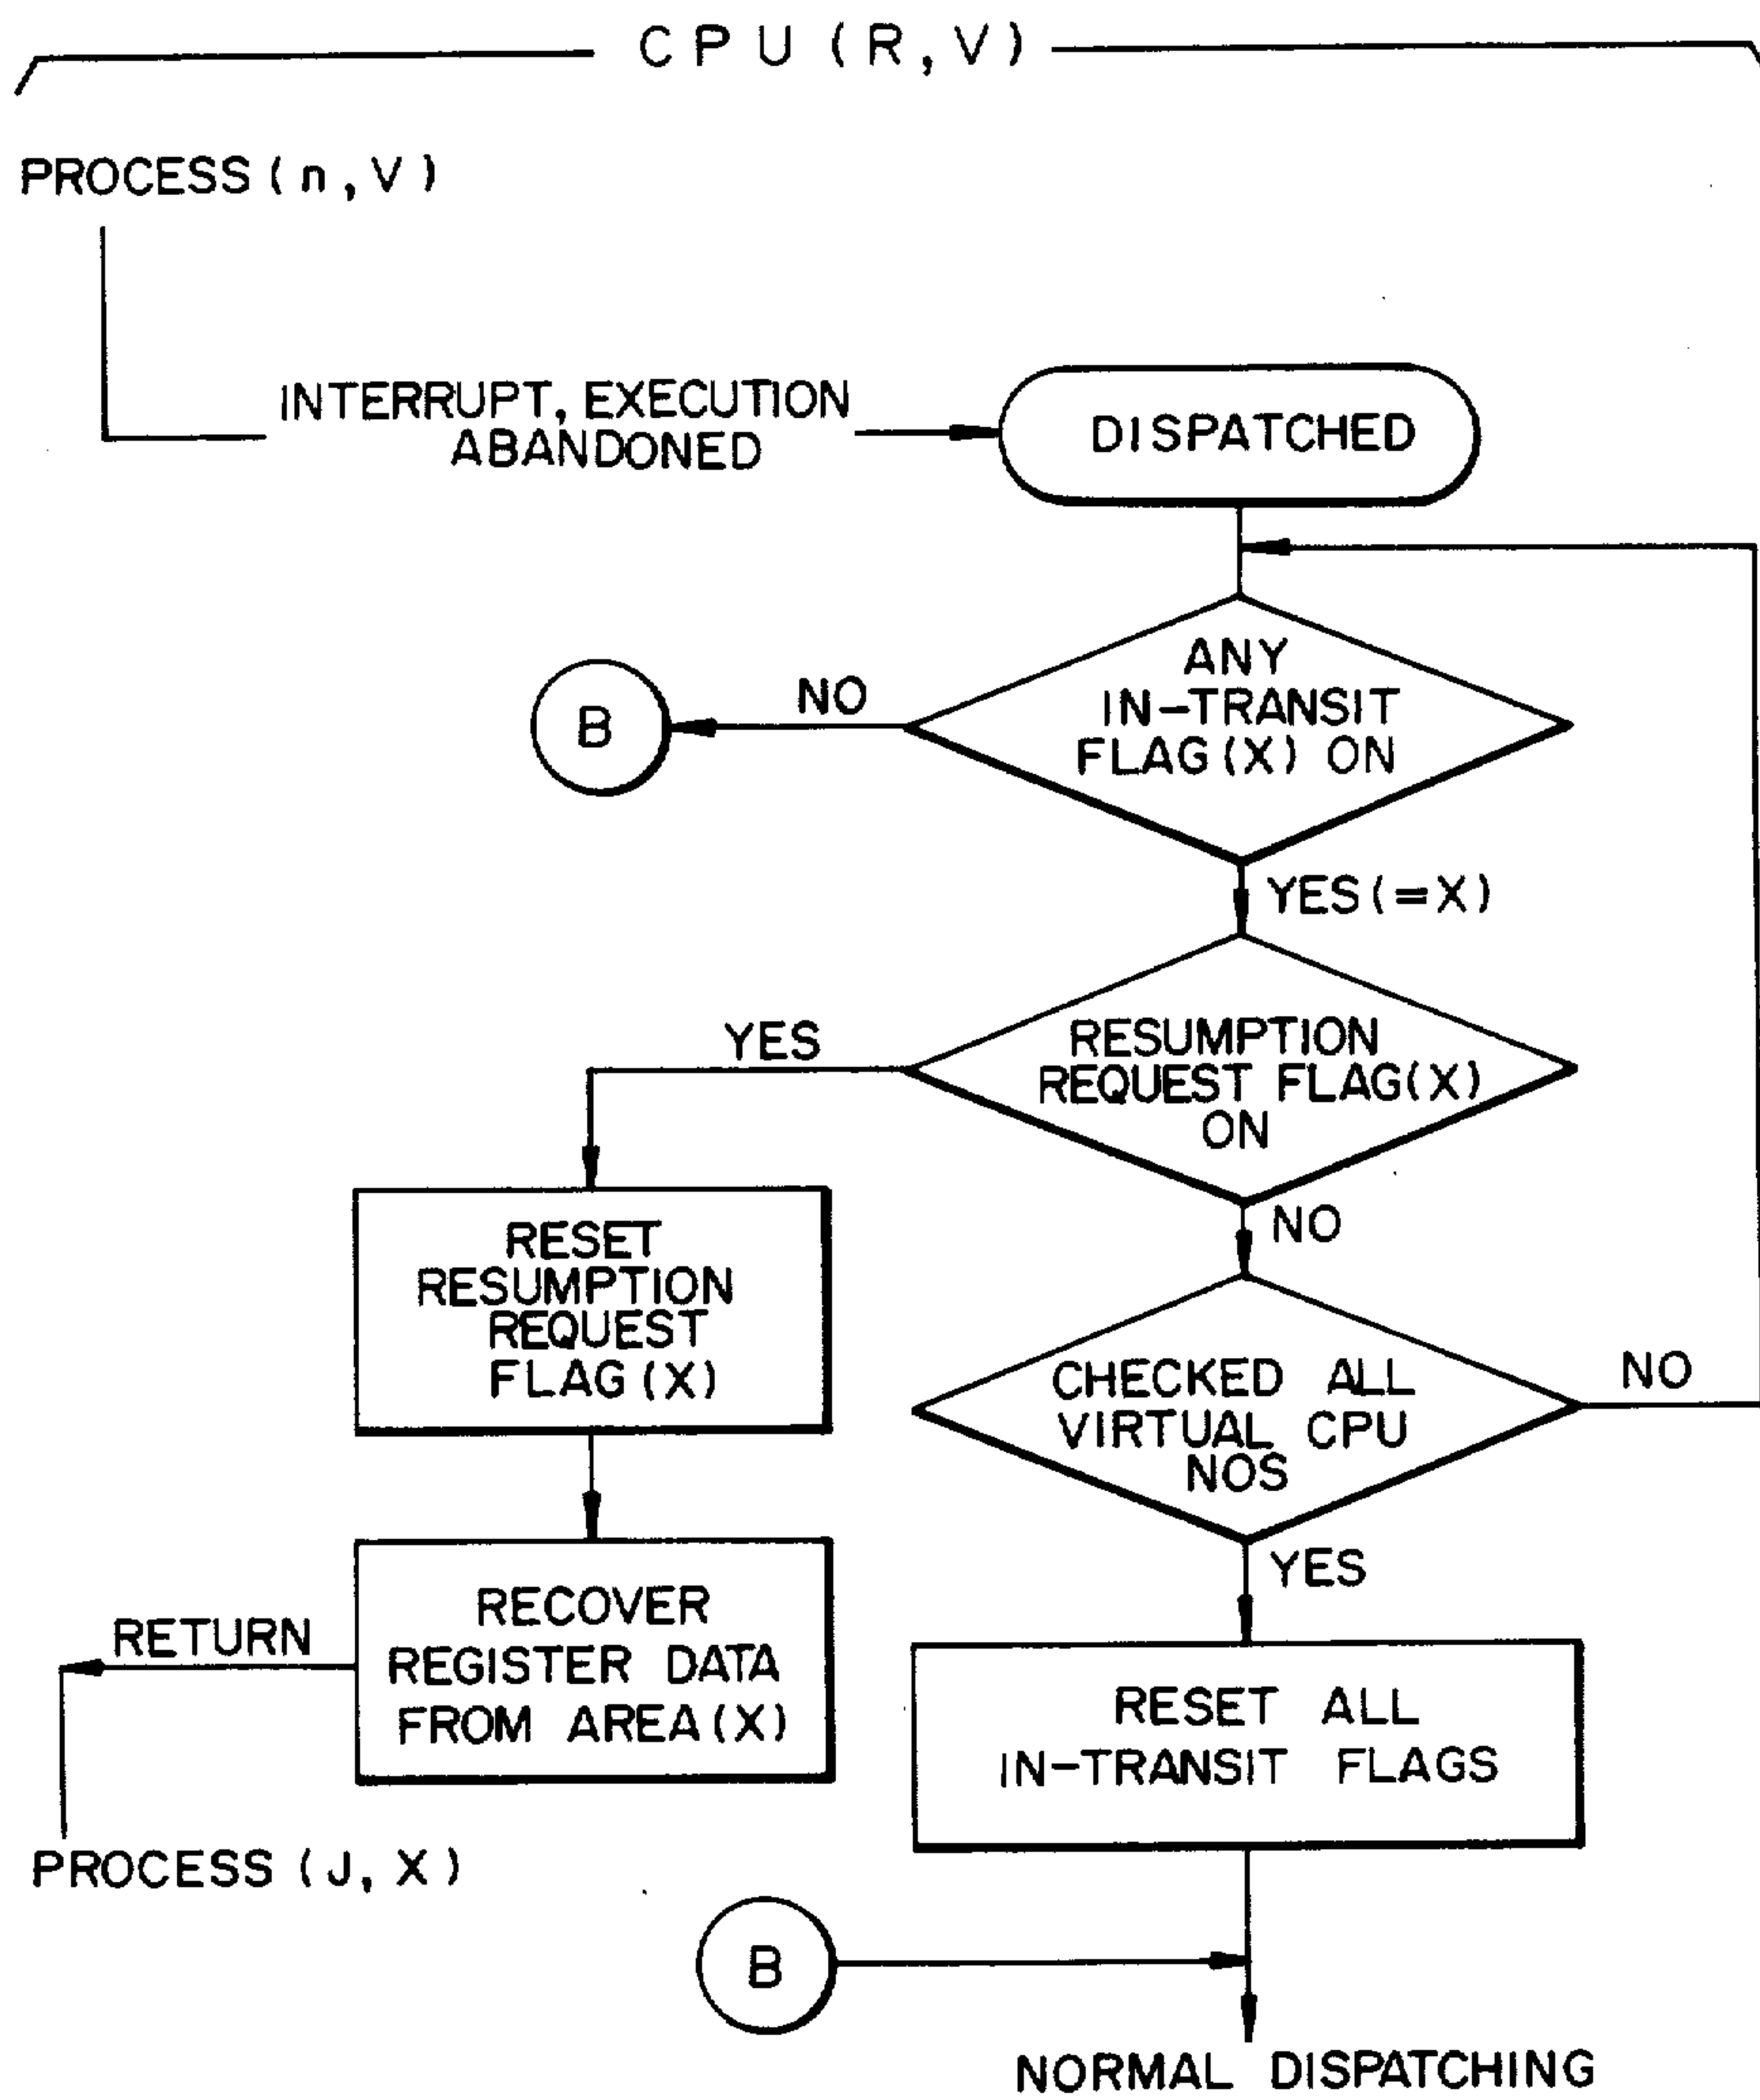 CPU (R, V)
PROCESS (n, V)
INTERRUPT, EXECUTION
ABANDONED
DISPATCHED
ANY
IN-TRANSIT
FLAG(X) ON
NO
B
YES(=X)
RESUMPTION
REQUEST FLAG(X)
ON
YES
NO
RESET
RESUMPTION
REQUEST
FLAG(X)
CHECKED ALL
VIRTUAL CPU
NOS
NO
YES
RECOVER
REGISTER DATA
FROM AREA(X)
RETURN
PROCESS (J, X)
RESET ALL
IN-TRANSIT FLAGS
B
NORMAL DISPATCHING